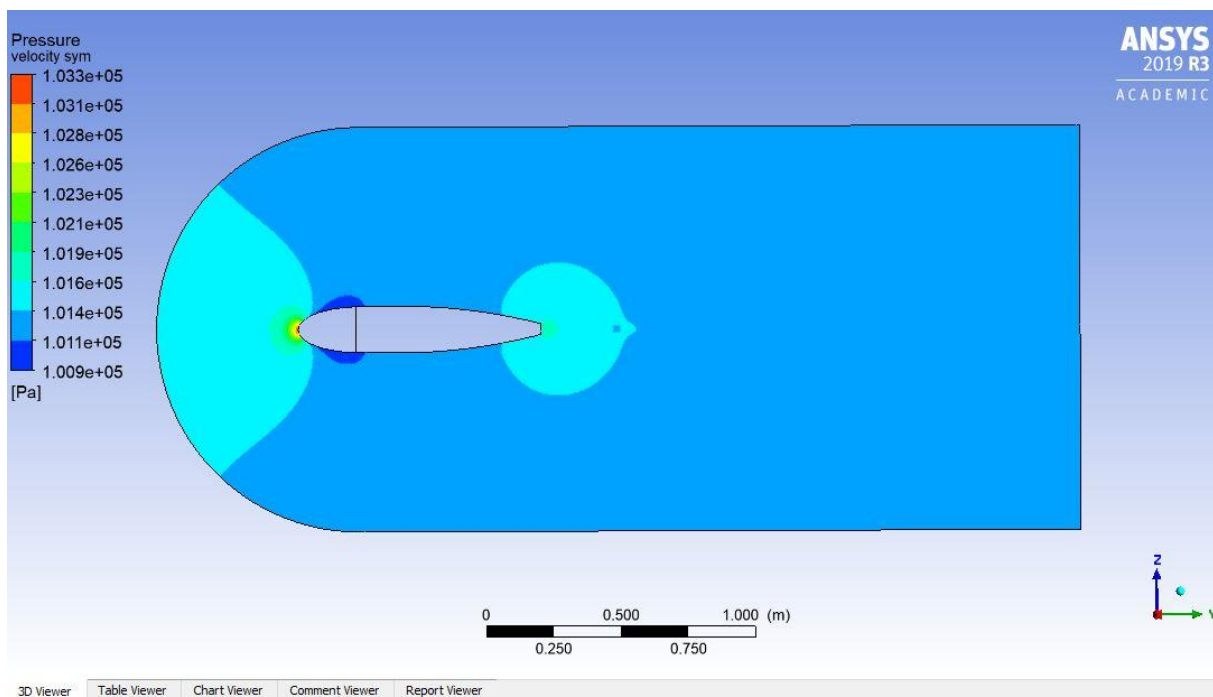 Pressure
velocity sym
1.033e+05
1.031e+05
1.028e+05
1.026e+05
1.023e+05
1.021e+05
1.019e+05
1.016e+05
1.014e+05
1.011e+05
1.009e+05
[Pa]
ANSYS
2019 R3
ACADEMIC
0 0.500 1.000 (m)
0.250 0.750
Z
Y
3D Viewer Table Viewer Chart Viewer Comment Viewer Report Viewer